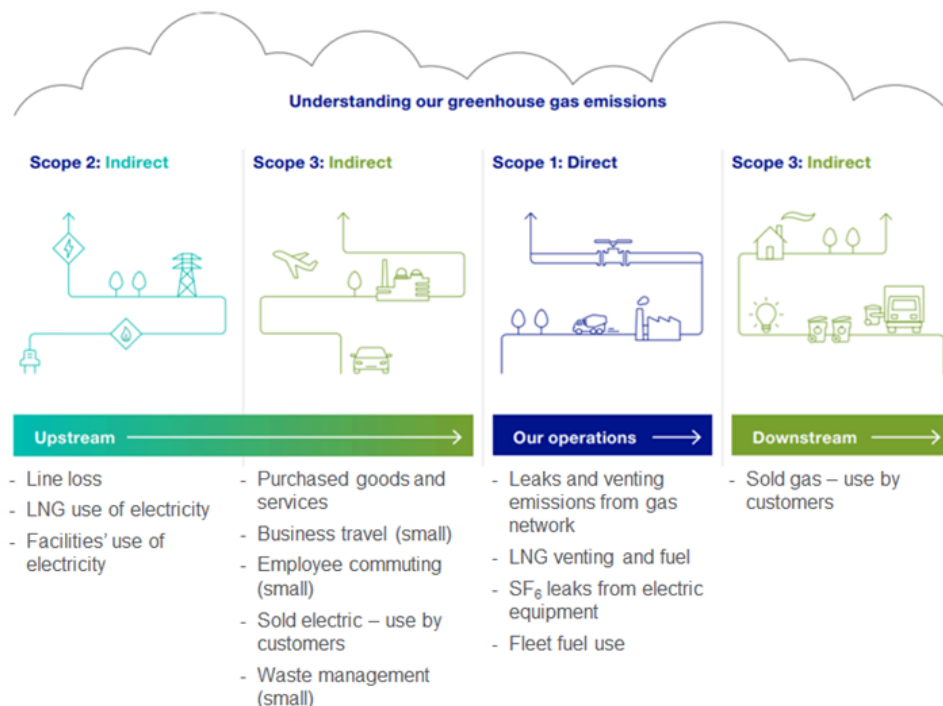 Understanding our greenhouse gas emissions
Scope 2: Indirect
Scope 3: Indirect
Scope 1: Direct
Scope 3: Indirect
Upstream
Our operations
Downstream
- Line loss
- LNG use of electricity
- Facilities' use of
electricity
- Purchased goods and
services
- Business travel (small)
- Employee commuting
(small)
- Sold electric – use by
customers
- Waste management
(small)
- Leaks and venting
emissions from gas
network
- LNG venting and fuel
- SF₆ leaks from electric
equipment
- Fleet fuel use
- Sold gas – use by
customers